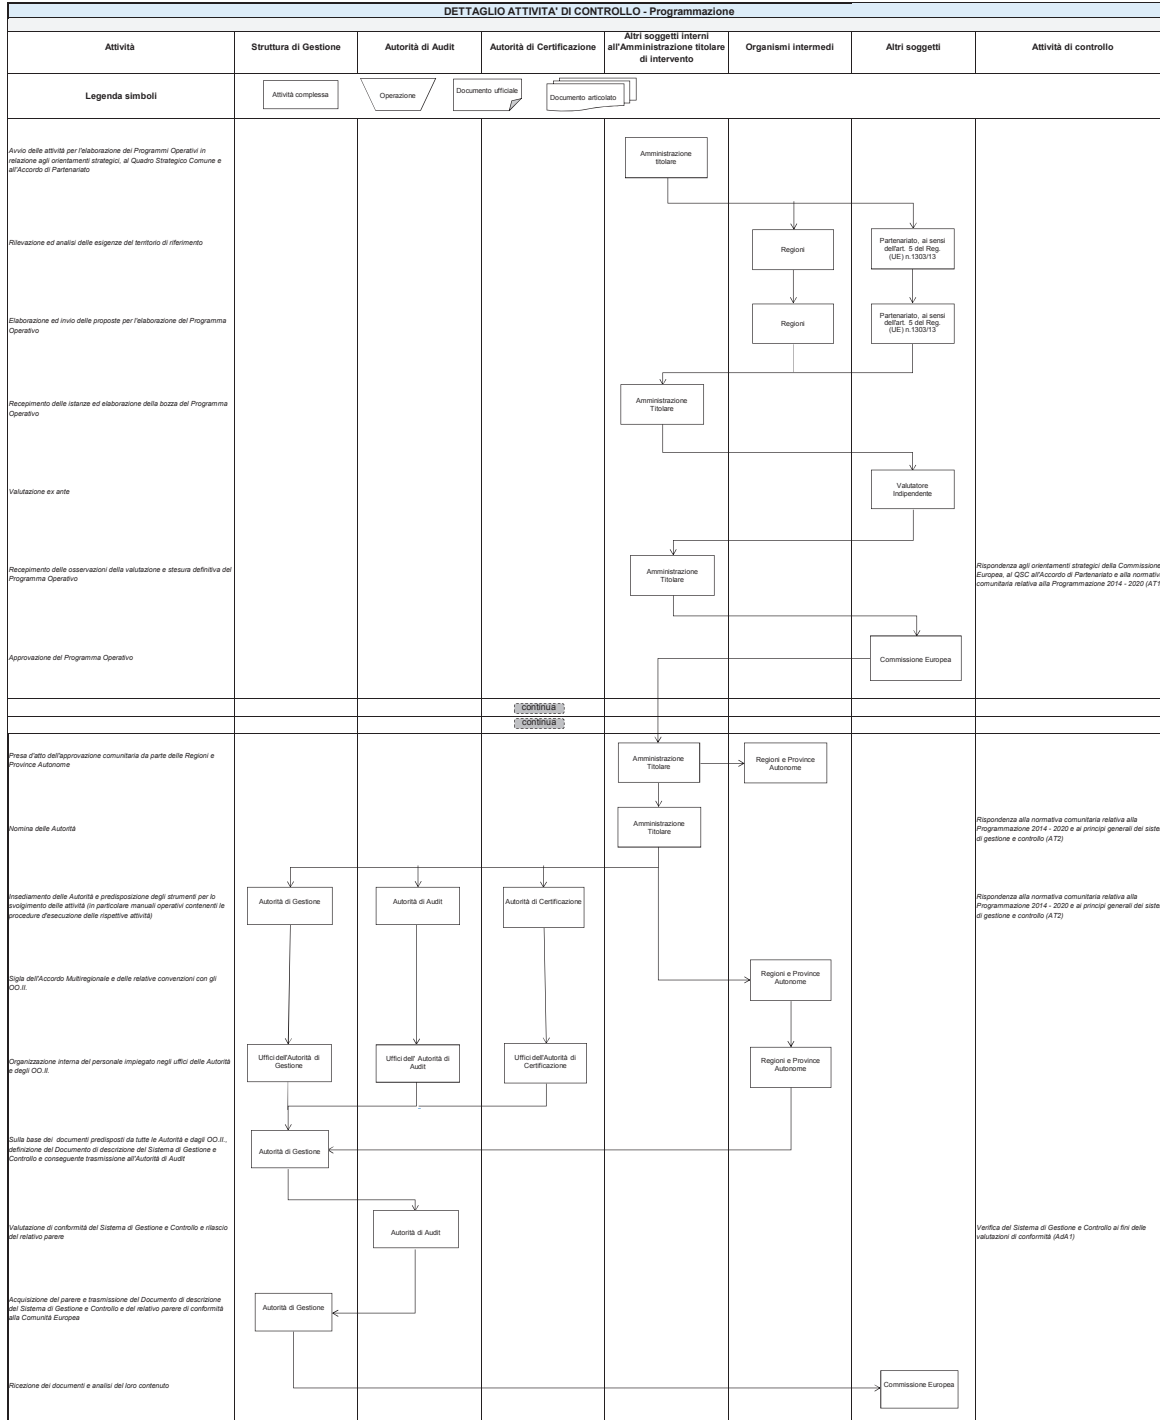 DETTAGLIO ATTIVITA' DI CONTROLLO - Programmazione
Attività
Struttura di Gestione
Autorità di Audit
Autorità di Certificazione
Altri soggetti interni
all'Amministrazione titolare
di intervento
Organismi intermedi
Altri soggetti
Attività di controllo
Legenda simboli
Attività complessa
Operazione
Documento ufficiale
Documento articolato
Avvio delle attività per l'elaborazione dei Programmi Operativi in
relazione agli orientamenti strategici, al Quadro Strategico Comune e
all'Accordo di Partenariato
Amministrazione
titolare
Rilevazione ed analisi delle esigenze del territorio di riferimento
Regioni
Partenariato, ai sensi
dell'art. 5 del Reg.
(UE) n.1303/13
Elaborazione ed invio delle proposte per l'elaborazione del Programma
Operativo
Regioni
Partenariato, ai sensi
dell'art. 5 del Reg.
(UE) n.1303/13
Recepimento delle istanze ed elaborazione della bozza del Programma
Operativo
Amministrazione
Titolare
Valutazione ex ante
Valutatore
Indipendente
Recepimento delle osservazioni della valutazione e stesura definitiva del
Programma Operativo
Amministrazione
Titolare
Rispondenza agli orientamenti strategici della Commissione
Europea, al QSC all'Accordo di Partenariato e alla normativa
comunitaria relativa alla Programmazione 2014 - 2020 (AT1
Approvazione del Programma Operativo
Commissione Europea
continua
continua
Presa d'atto dell'approvazione comunitaria da parte delle Regioni e
Province Autonome
Amministrazione
Titolare
Regioni e Province
Autonome
Nomina delle Autorità
Amministrazione
Titolare
Rispondenza alla normativa comunitaria relativa alla
Programmazione 2014 - 2020 e ai principi generali dei siste
di gestione e controllo (AT2)
Insediamento delle Autorità e predisposizione degli strumenti per lo
svolgimento delle attività (in particolare manuali operativi contenenti le
procedure d'esecuzione delle rispettive attività)
Autorità di Gestione
Autorità di Audit
Autorità di Certificazione
Rispondenza alla normativa comunitaria relativa alla
Programmazione 2014 - 2020 e ai principi generali dei siste
di gestione e controllo (AT2)
Sigla dell'Accordo Multiregionale e delle relative convenzioni con gli
OO.II.
Regioni e Province
Autonome
Organizzazione interna del personale impiegato negli uffici delle Autorità
e degli OO.II.
Uffici dell'Autorità di
Gestione
Uffici dell' Autorità di
Audit
Uffici dell'Autorità di
Certificazione
Regioni e Province
Autonome
Sulla base dei documenti predisposti da tutte le Autorità e dagli OO.II.,
definizione del Documento di descrizione del Sistema di Gestione e
Controllo e conseguente trasmissione all'Autorità di Audit
Autorità di Gestione
Valutazione di conformità del Sistema di Gestione e Controllo e rilascio
del relativo parere
Autorità di Audit
Verifica del Sistema di Gestione e Controllo ai fini delle
valutazioni di conformità (AdA1)
Acquisizione del parere e trasmissione del Documento di descrizione
del Sistema di Gestione e Controllo e del relativo parere di conformità
alla Comunità Europea
Autorità di Gestione
Ricezione dei documenti e analisi del loro contenuto
Commissione Europea